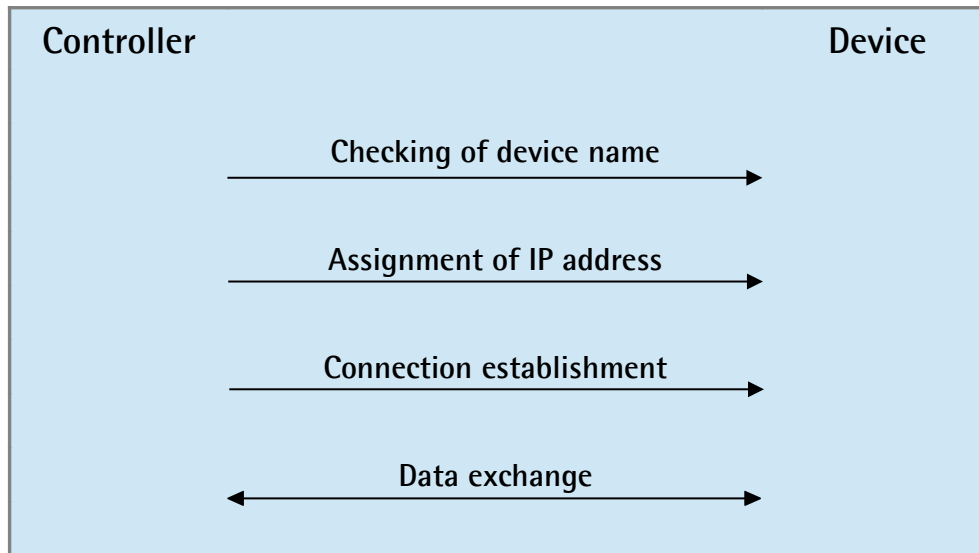 Controller
Device
Checking of device name
Assignment of IP address
Connection establishment
Data exchange